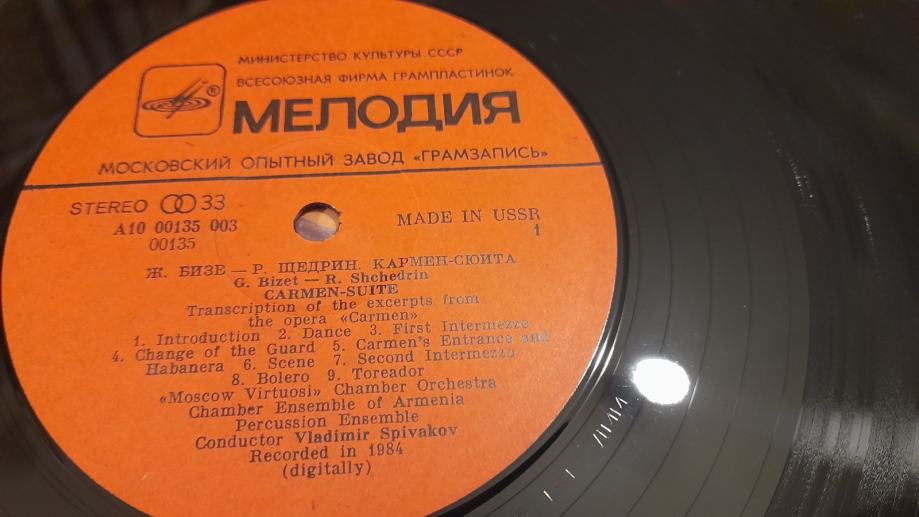 МИНИСТЕРСТВО КУЛЬТУРЫ СССР
ВСЕСОЮЗНАЯ ФИРМА ГРАМПЛАСТИНОК
®
МЕЛОДИЯ
МОСКОВСКИЙ ОПЫТНЫЙ ЗАВОД «ГРАМЗАПИСЬ»
STEREO 33
А10 00135 003
00135
MADE IN USSR
1
Ж. БИЗЕ — Р. ЩЕДРИН. КАРМЕН-СЮИТА
G. Bizet — R. Shchedrin
CARMEN-SUITE
Transcription of the excerpts from
the opera «Carmen»
1. Introduction 2. Dance 3. First Intermezzo
4. Change of the Guard 5. Carmen's Entrance and
Habanera 6. Scene 7. Second Intermezzo
8. Bolero 9. Toreador
«Moscow Virtuosi» Chamber Orchestra
Chamber Ensemble of Armenia
Percussion Ensemble
Conductor Vladimir Spivakov
Recorded in 1984
(digitally)